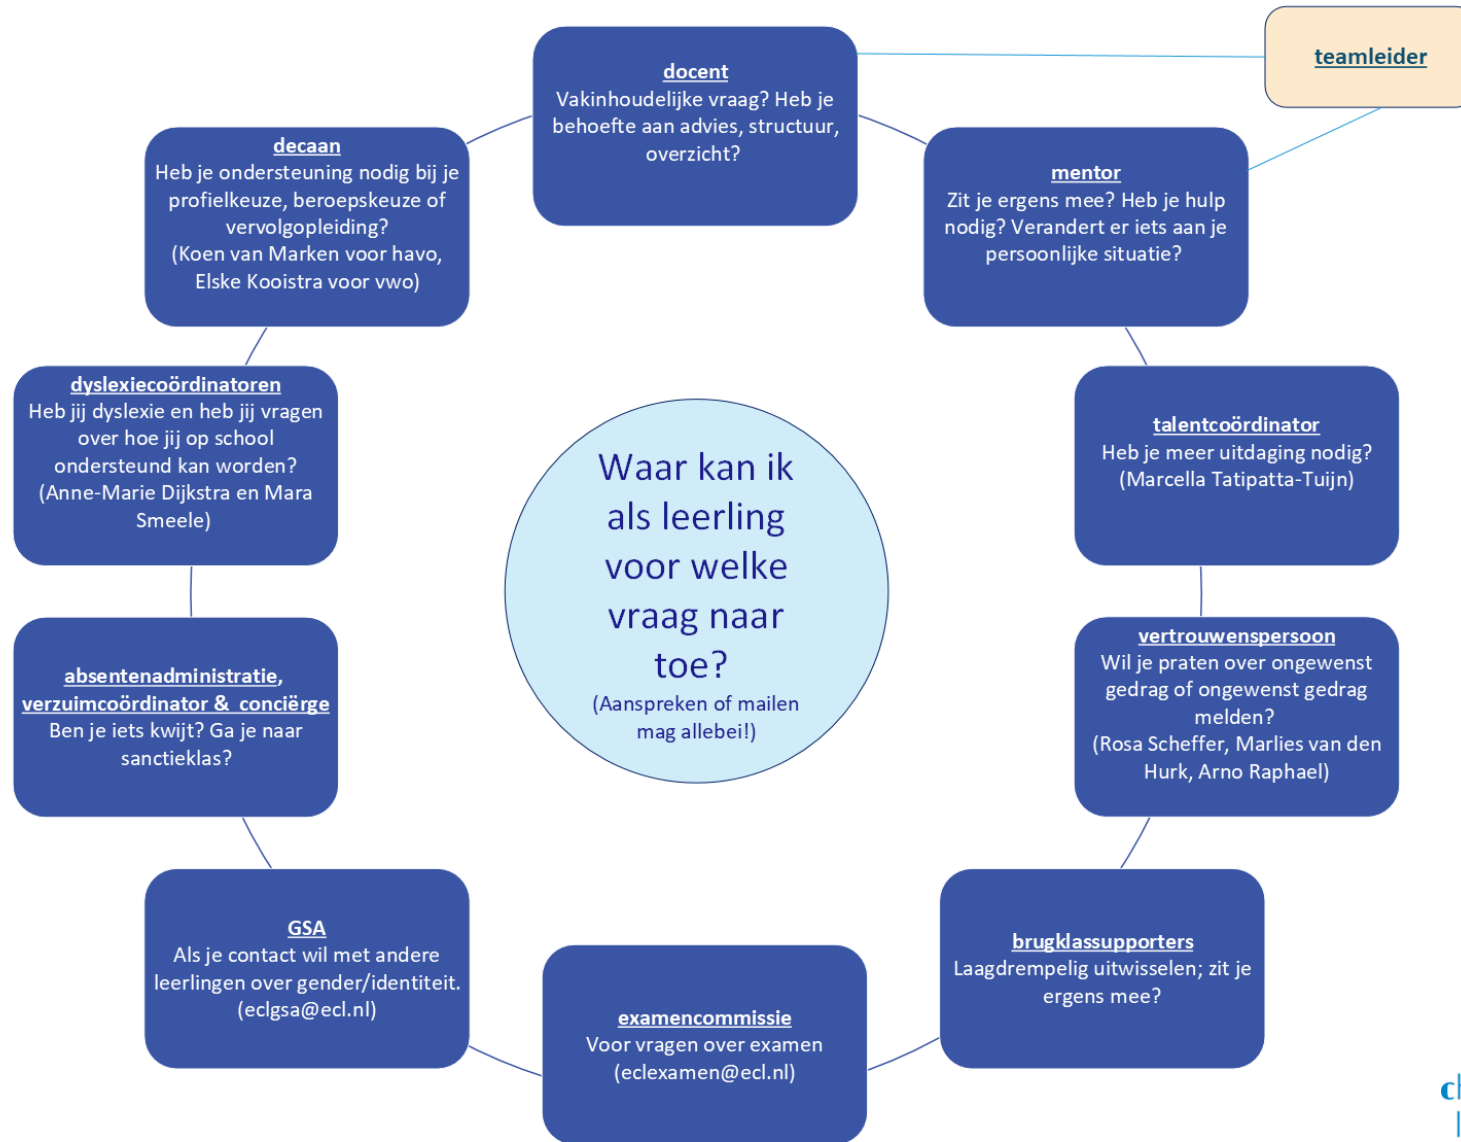 docent
Vakinhoudelijke vraag? Heb je
behoefte aan advies, structuur,
overzicht?
teamleider
mentor
Zit je ergens mee? Heb je hulp
nodig? Verandert er iets aan je
persoonlijke situatie?
talentcoördinator
Heb je meer uitdaging nodig?
(Marcella Tatipatta-Tuijn)
vertrouwenspersoon
Wil je praten over ongewenst
gedrag of ongewenst gedrag
melden?
(Rosa Scheffer, Marlies van den
Hurk, Arno Raphael)
brugklassupporters
Laagdrempelig uitwisselen; zit je
ergens mee?
examencommissie
Voor vragen over examen
(eclexamen@ecl.nl)
GSA
Als je contact wil met andere
leerlingen over gender/identiteit.
(eclgsa@ecl.nl)
absentenadministratie,
verzuimcoördinator & conciërge
Ben je iets kwijt? Ga je naar
sanctieklas?
dyslexiecoördinatoren
Heb jij dyslexie en heb jij vragen
over hoe jij op school
ondersteund kan worden?
(Anne-Marie Dijkstra en Mara
Smeele)
decaan
Heb je ondersteuning nodig bij je
profielkeuze, beroepskeuze of
vervolgopleiding?
(Koen van Marken voor havo,
Elske Kooistra voor vwo)
Waar kan ik
als leerling
voor welke
vraag naar
toe?
(Aanspreken of mailen
mag allebei!)